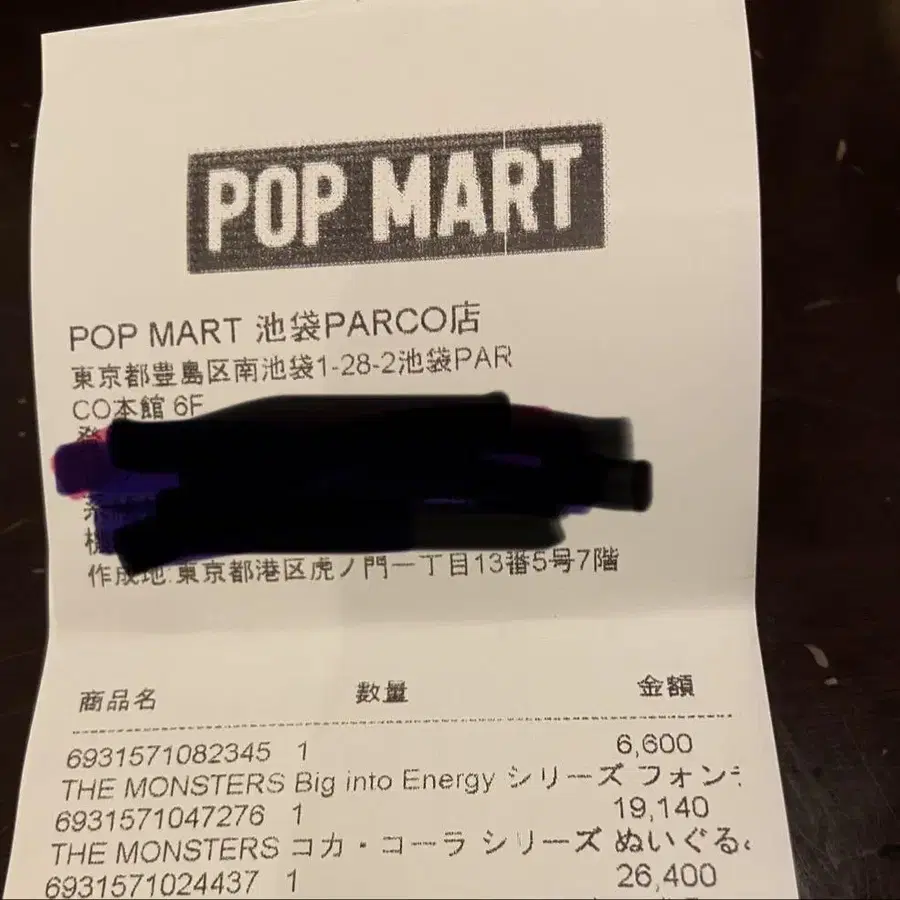 POP MART
POP MART 池袋PARCO店
東京都豊島区南池袋1-28-2池袋PAR
CO本館 6F
作成地:東京都港区虎ノ門一丁目13番5号7階
商品名 数量 金額
6931571082345 1 6,600
THE MONSTERS Big into Energy シリーズ フォン
6931571047276 1 19,140
THE MONSTERS コカ・コーラ シリーズ ぬいぐる
6931571024437 1 26,400